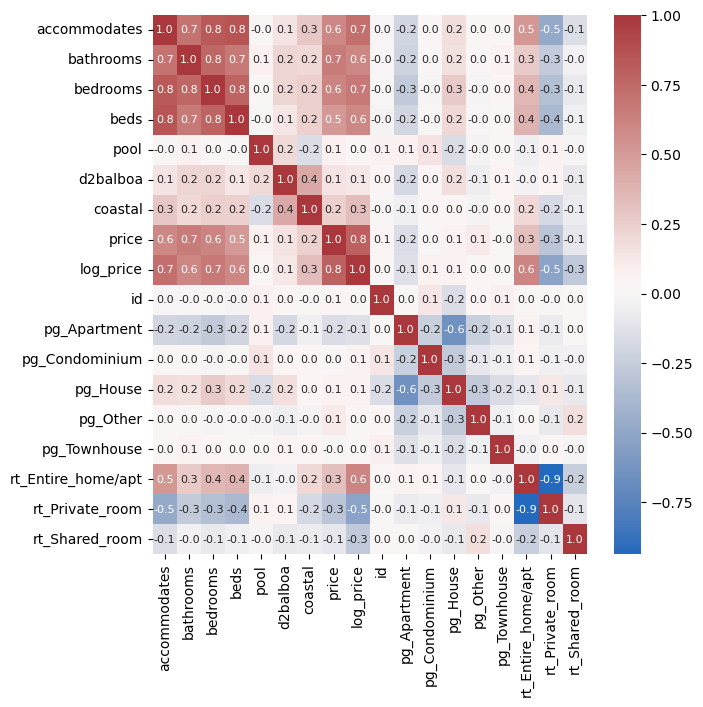 accommodates 1.0 0.7 0.8 0.8 -0.0 0.1 0.3 0.6 0.7 0.0 -0.2 0.0 0.2 0.0 0.0 0.5 -0.5 -0.1
bathrooms 0.7 1.0 0.8 0.7 0.1 0.2 0.2 0.7 0.6 0.0 -0.2 0.0 0.2 0.0 0.1 0.3 -0.3 -0.0
bedrooms 0.8 0.8 1.0 0.8 0.0 0.2 0.2 0.6 0.7 -0.0 -0.3 -0.0 0.3 -0.0 0.0 0.4 -0.3 -0.1
beds 0.8 0.7 0.8 1.0 -0.0 0.1 0.2 0.5 0.6 -0.0 -0.2 -0.0 0.2 -0.0 0.0 0.4 -0.4 -0.1
pool -0.0 0.1 0.0 -0.0 1.0 0.2 -0.2 0.1 0.0 0.1 0.1 0.1 -0.2 -0.0 0.0 -0.1 0.1 -0.0
d2balboa 0.1 0.2 0.2 0.1 0.2 1.0 0.4 0.1 0.1 0.0 -0.2 0.0 0.2 -0.1 0.1 -0.0 0.1 -0.1
coastal 0.3 0.2 0.2 0.2 -0.2 0.4 1.0 0.2 0.3 -0.0 -0.1 0.0 0.0 -0.0 -0.0 0.2 -0.2 -0.1
price 0.6 0.7 0.6 0.5 0.1 0.1 0.2 1.0 0.8 0.1 -0.2 0.0 0.1 0.1 -0.0 0.3 -0.3 -0.1
log_price 0.7 0.6 0.7 0.6 0.0 0.1 0.3 0.8 1.0 0.0 -0.1 0.1 0.1 0.0 0.0 0.6 -0.5 -0.3
id 0.0 0.0 -0.0 -0.0 0.1 0.0 -0.0 0.1 0.0 1.0 0.0 0.1 -0.2 0.0 0.1 0.0 -0.0 0.0
pg_Apartment -0.2 -0.2 -0.3 -0.2 0.1 -0.2 -0.1 -0.2 -0.1 0.0 1.0 -0.2 -0.6 -0.2 -0.1 0.1 -0.1 0.0
pg_Condominium 0.0 0.0 -0.0 -0.0 0.1 0.0 0.0 0.0 0.1 0.1 -0.2 1.0 -0.3 -0.1 -0.1 0.1 -0.1 -0.0
pg_House 0.2 0.2 0.3 0.2 -0.2 0.2 0.0 0.1 0.1 -0.2 -0.6 -0.3 1.0 -0.3 -0.2 -0.1 0.1 -0.1
pg_Other 0.0 0.0 -0.0 -0.0 -0.0 -0.1 -0.0 0.1 0.0 0.0 -0.2 -0.1 -0.3 1.0 -0.1 0.0 -0.1 0.2
pg_Townhouse 0.0 0.1 0.0 0.0 0.0 0.1 -0.0 -0.0 0.0 0.1 -0.1 -0.1 -0.2 -0.1 1.0 -0.0 0.0 -0.0
rt_Entire_home/apt 0.5 0.3 0.4 0.4 -0.1 -0.0 0.2 0.3 0.6 0.0 0.1 0.1 -0.1 0.0 -0.0 1.0 -0.9 -0.2
rt_Private_room -0.5 -0.3 -0.3 -0.4 0.1 0.1 -0.2 -0.3 -0.5 -0.0 -0.1 -0.1 0.1 -0.1 0.0 -0.9 1.0 -0.1
rt_Shared_room -0.1 -0.0 -0.1 -0.1 -0.0 -0.1 -0.1 -0.1 -0.3 0.0 0.0 -0.0 -0.1 0.2 -0.0 -0.2 -0.1 1.0
accommodates
bathrooms
bedrooms
beds
pool
d2balboa
coastal
price
log_price
id
pg_Apartment
pg_Condominium
pg_House
pg_Other
pg_Townhouse
rt_Entire_home/apt
rt_Private_room
rt_Shared_room
1.00
0.75
0.50
0.25
0.00
−0.25
−0.50
−0.75